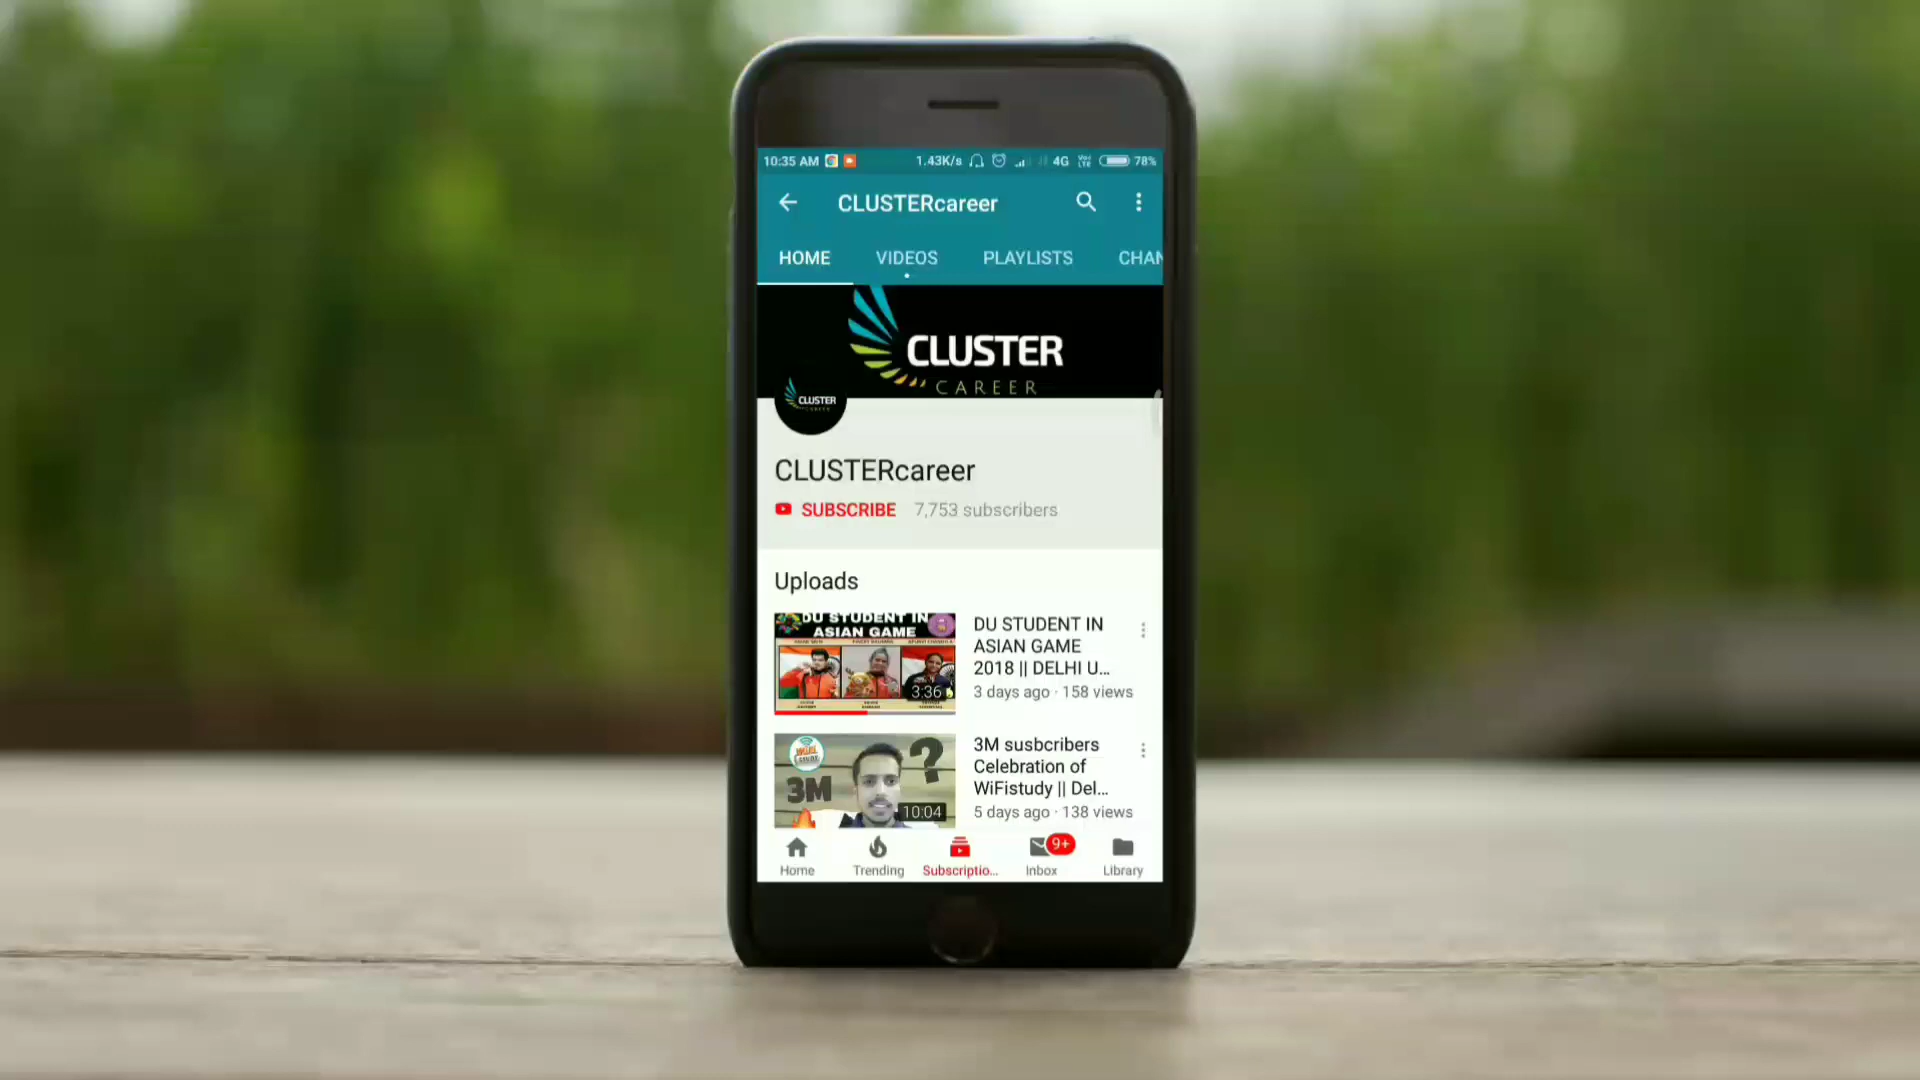 10:35 AM 1.43K/s 4G VoLTE 78%
CLUSTERcareer
HOME VIDEOS PLAYLISTS CHAN
CLUSTER
CAREER
CLUSTER
CAREER
CLUSTERcareer
SUBSCRIBE 7,753 subscribers
Uploads
DU STUDENT IN
ASIAN GAME
3:36
DU STUDENT IN
ASIAN GAME
2018 || DELHI U...
3 days ago · 158 views
3M
?
10:04
3M susbcribers
Celebration of
WiFistudy || Del...
5 days ago · 138 views
9+
Home Trending Subscriptio... Inbox Library